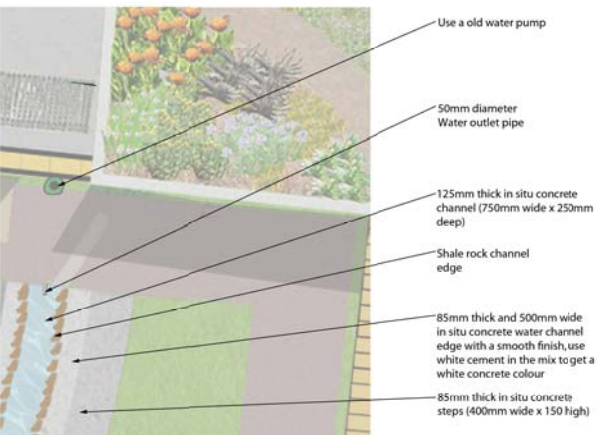 Use a old water pump
50mm diameter
Water outlet pipe
125mm thick in situ concrete
channel (750mm wide x 250mm
deep)
Shale rock channel
edge
85mm thick and 500mm wide
in situ concrete water channel
edge with a smooth finish,use
white cement in the mix to get a
white concrete colour
85mm thick in situ concrete
steps (400mm wide x 150 high)